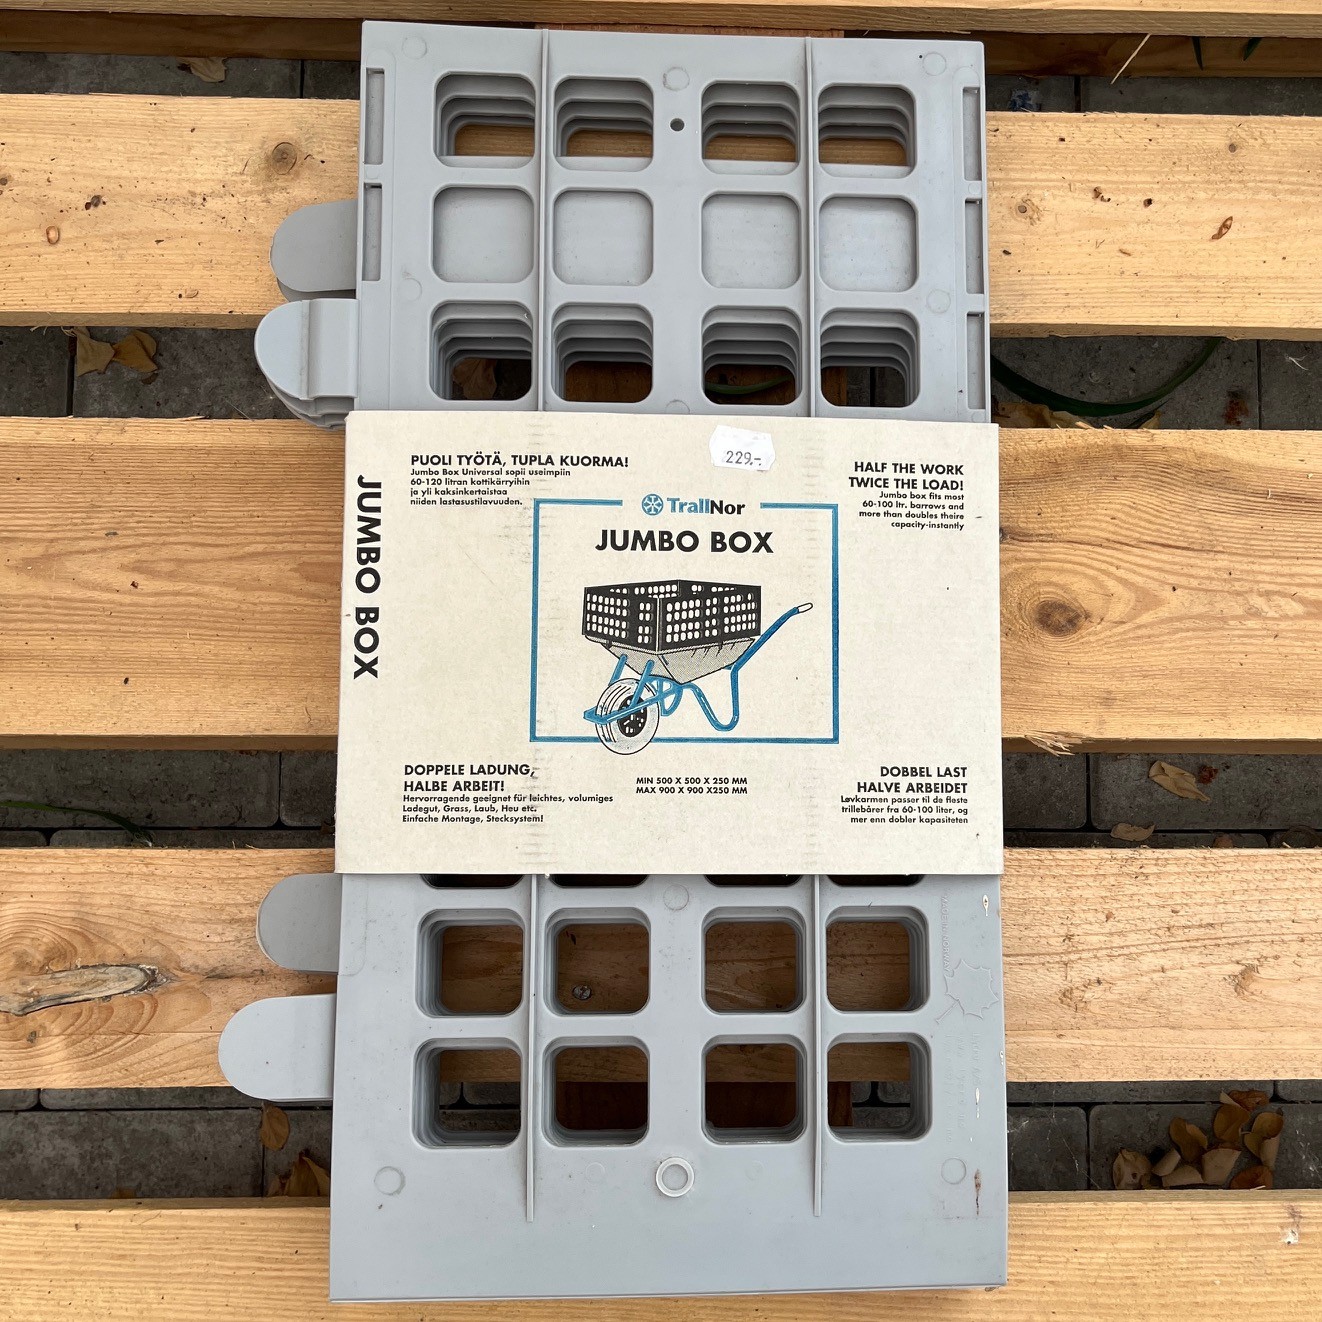 PUOLI TYÖTÄ, TUPLA KUORMA!
Jumbo Box Universal sopii useimpiin
60-120 litran kottikärryihin
ja yli kaksinkertaistaa
niiden lastasustilavuuden.
229,-
HALF THE WORK
TWICE THE LOAD!
Jumbo box fits most
60-100 ltr. barrows and
more than doubles theire
capacity-instantly
TrallNor
JUMBO BOX
JUMBO BOX
DOPPELE LADUNG,
HALBE ARBEIT!
Hervorragende geeignet für leichtes, volumiges
Ladegut, Grass, Laub, Heu etc.
Einfache Montage, Stecksystem!
MIN 500 X 500 X 250 MM
MAX 900 X 900 X250 MM
DOBBEL LAST
HALVE ARBEIDET
Løvkarmen passer til de fleste
trillebårer fra 60-100 liter, og
mer enn dobler kapasiteten